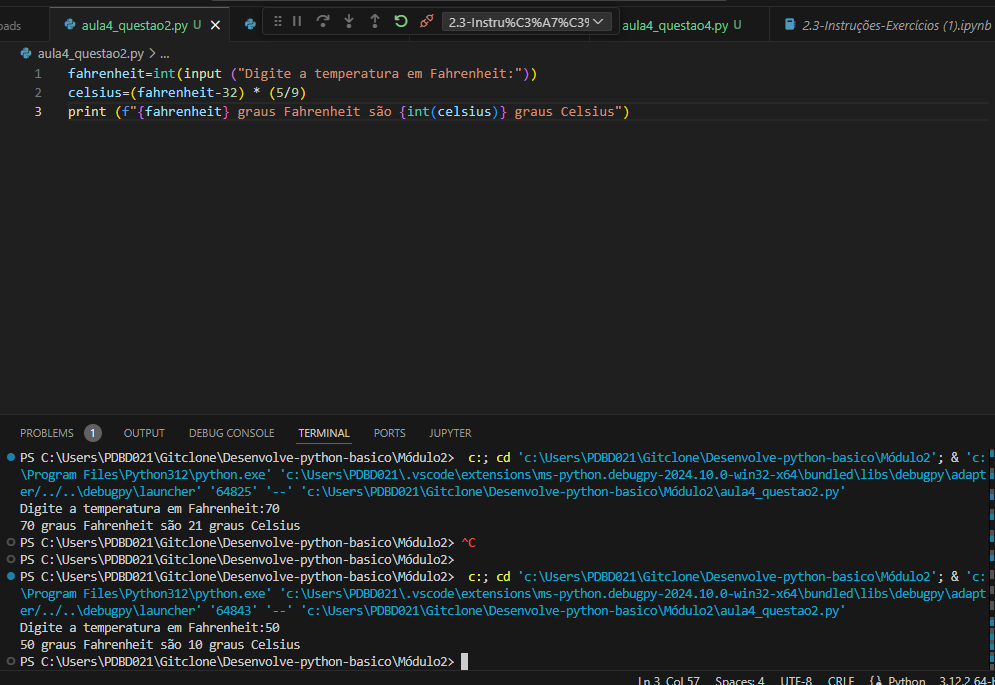 oads aula4_questao2.py U 2.3-Instru%C3%A7%C3% aula4_questao4.py U 2.3-Instruções-Exercícios (1).ipynb
aula4_questao2.py > ...
1 fahrenheit=int(input ("Digite a temperatura em Fahrenheit:"))
2 celsius=(fahrenheit-32) * (5/9)
3 print (f"{fahrenheit} graus Fahrenheit são {int(celsius)} graus Celsius")
PROBLEMS 1 OUTPUT DEBUG CONSOLE TERMINAL PORTS JUPYTER
PS C:\Users\PDBD021\Gitclone\Desenvolve-python-basico\Módulo2>  c:; cd 'c:\Users\PDBD021\Gitclone\Desenvolve-python-basico\Módulo2'; & 'c:
\Program Files\Python312\python.exe' 'c:\Users\PDBD021\.vscode\extensions\ms-python.debugpy-2024.10.0-win32-x64\bundled\libs\debugpy\adapt
er/../..\debugpy\launcher' '64825' '--' 'c:\Users\PDBD021\Gitclone\Desenvolve-python-basico\Módulo2\aula4_questao2.py'
Digite a temperatura em Fahrenheit:70
70 graus Fahrenheit são 21 graus Celsius
PS C:\Users\PDBD021\Gitclone\Desenvolve-python-basico\Módulo2> ^C
PS C:\Users\PDBD021\Gitclone\Desenvolve-python-basico\Módulo2>
PS C:\Users\PDBD021\Gitclone\Desenvolve-python-basico\Módulo2>  c:; cd 'c:\Users\PDBD021\Gitclone\Desenvolve-python-basico\Módulo2'; & 'c:
\Program Files\Python312\python.exe' 'c:\Users\PDBD021\.vscode\extensions\ms-python.debugpy-2024.10.0-win32-x64\bundled\libs\debugpy\adapt
er/../..\debugpy\launcher' '64843' '--' 'c:\Users\PDBD021\Gitclone\Desenvolve-python-basico\Módulo2\aula4_questao2.py'
Digite a temperatura em Fahrenheit:50
50 graus Fahrenheit são 10 graus Celsius
PS C:\Users\PDBD021\Gitclone\Desenvolve-python-basico\Módulo2>
Ln 3, Col 57 Spaces: 4 UTF-8 CRLF Python 3.12.2 64-b